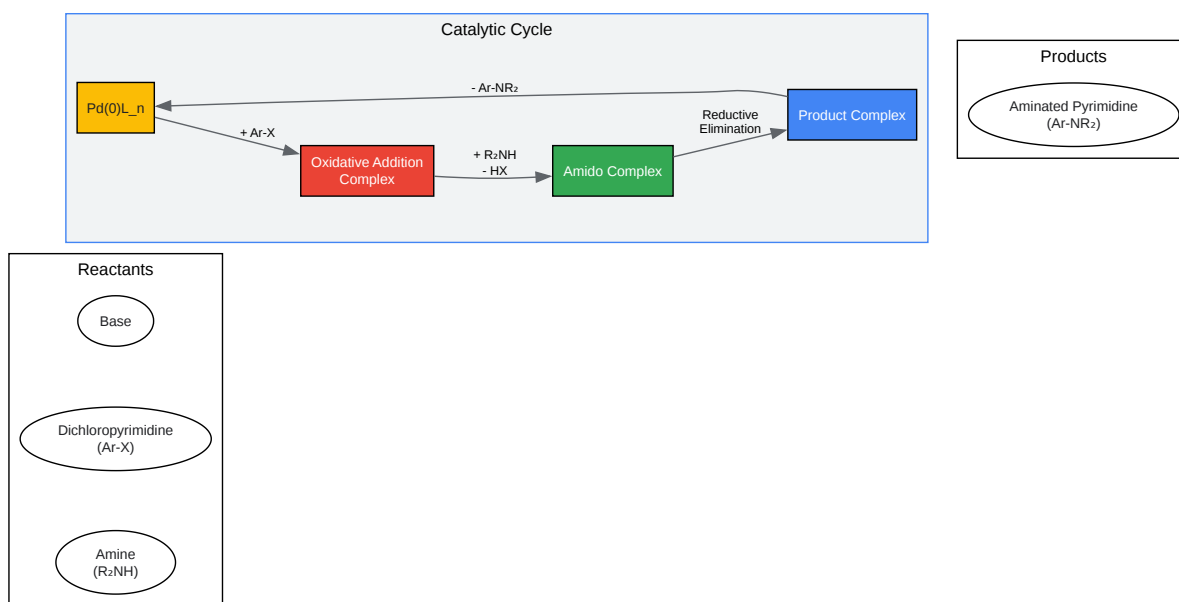 Catalytic Cycle
Products
Pd(0)L_n
- Ar-NR₂
+ Ar-X
Oxidative Addition
Complex
+ R₂NH
- HX
Amido Complex
Reductive
Elimination
Product Complex
Aminated Pyrimidine
(Ar-NR₂)
Reactants
Base
Dichloropyrimidine
(Ar-X)
Amine
(R₂NH)